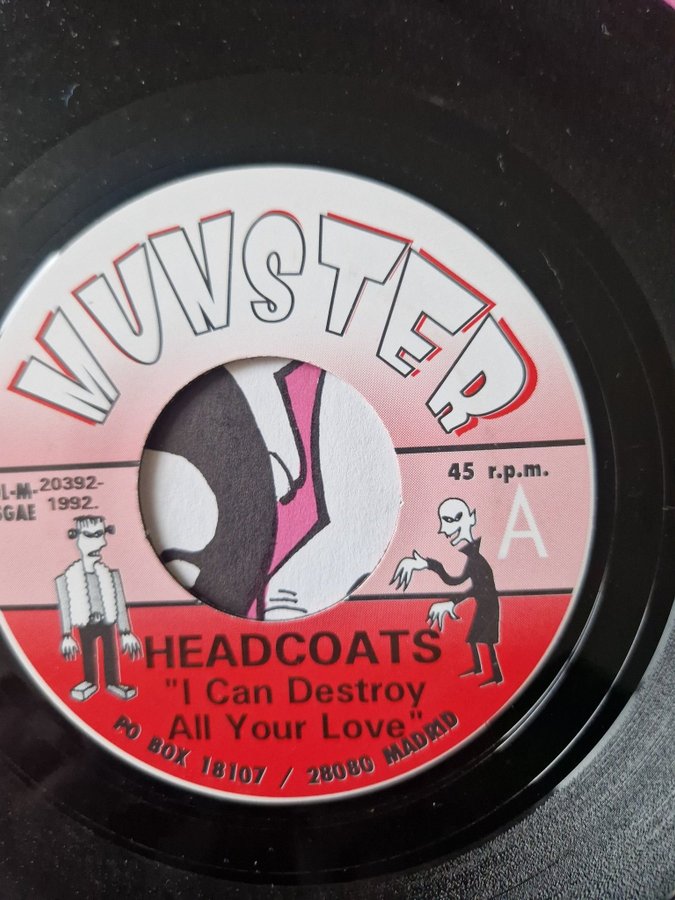 MUNSTER
45 r.p.m.
A
L-M-20392-
GAE 1992.
HEADCOATS
"I Can Destroy
All Your Love"
PO BOX 18107 / 28080 MADRID